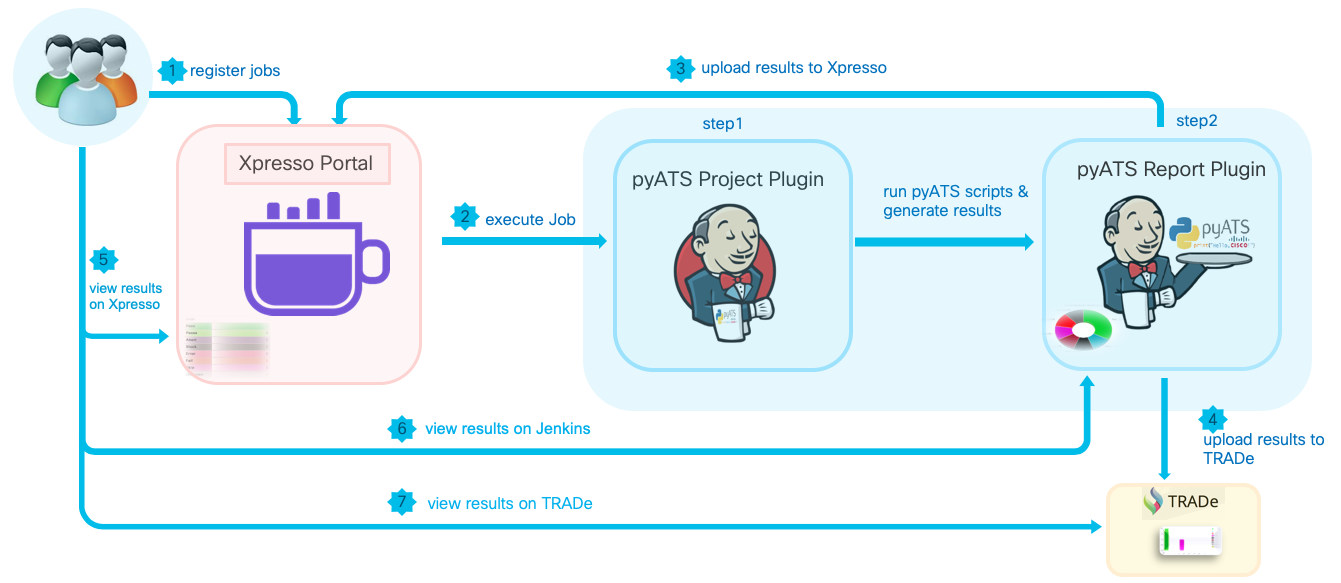 1
register jobs
3
upload results to Xpresso
step1
step2
Xpresso Portal
pyATS Project Plugin
pyATS Report Plugin
2
execute Job
run pyATS scripts &
generate results
pyATS
CISCO
pyATS
5
view results
on Xpresso
6
view results on Jenkins
4
upload results to
TRADe
7
view results on TRADe
TRADe